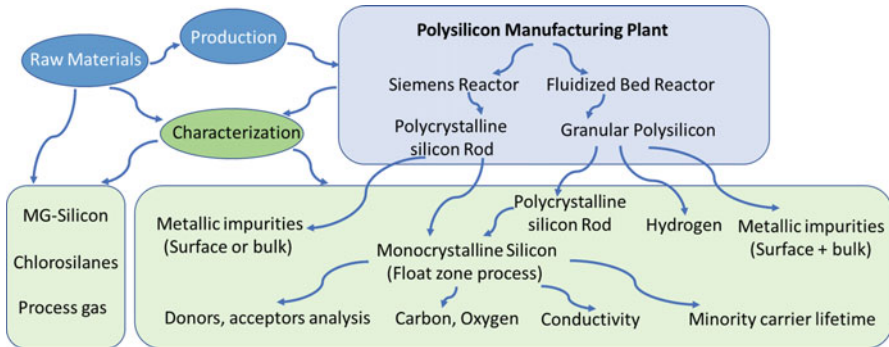 Polysilicon Manufacturing Plant
Production
Raw Materials
Siemens Reactor
Fluidized Bed Reactor
Characterization
Polycrystalline
silicon Rod
Granular Polysilicon
MG-Silicon
Chlorosilanes
Process gas
Metallic impurities
(Surface or bulk)
Polycrystalline
silicon Rod
Hydrogen
Metallic impurities
(Surface + bulk)
Monocrystalline Silicon
(Float zone process)
Donors, acceptors analysis
Carbon, Oxygen
Conductivity
Minority carrier lifetime